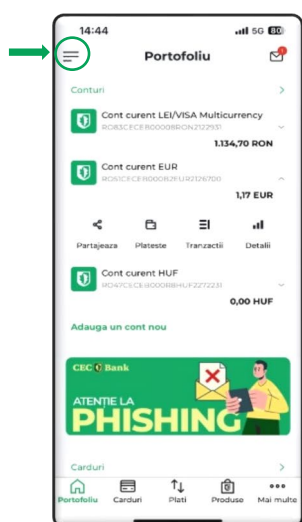 14:44 5G 80
Portofoliu
Conturi
Cont curent LEI/VISA Multicurrency
1.134,70 RON
Cont curent EUR
1,17 EUR
Partajeaza Plateste Tranzactii Detalii
Cont curent HUF
0,00 HUF
Adauga un cont nou
CEC Bank
ATENȚIE LA
PHISHING
Carduri
Portofoliu Carduri Plati Produse Mai multe